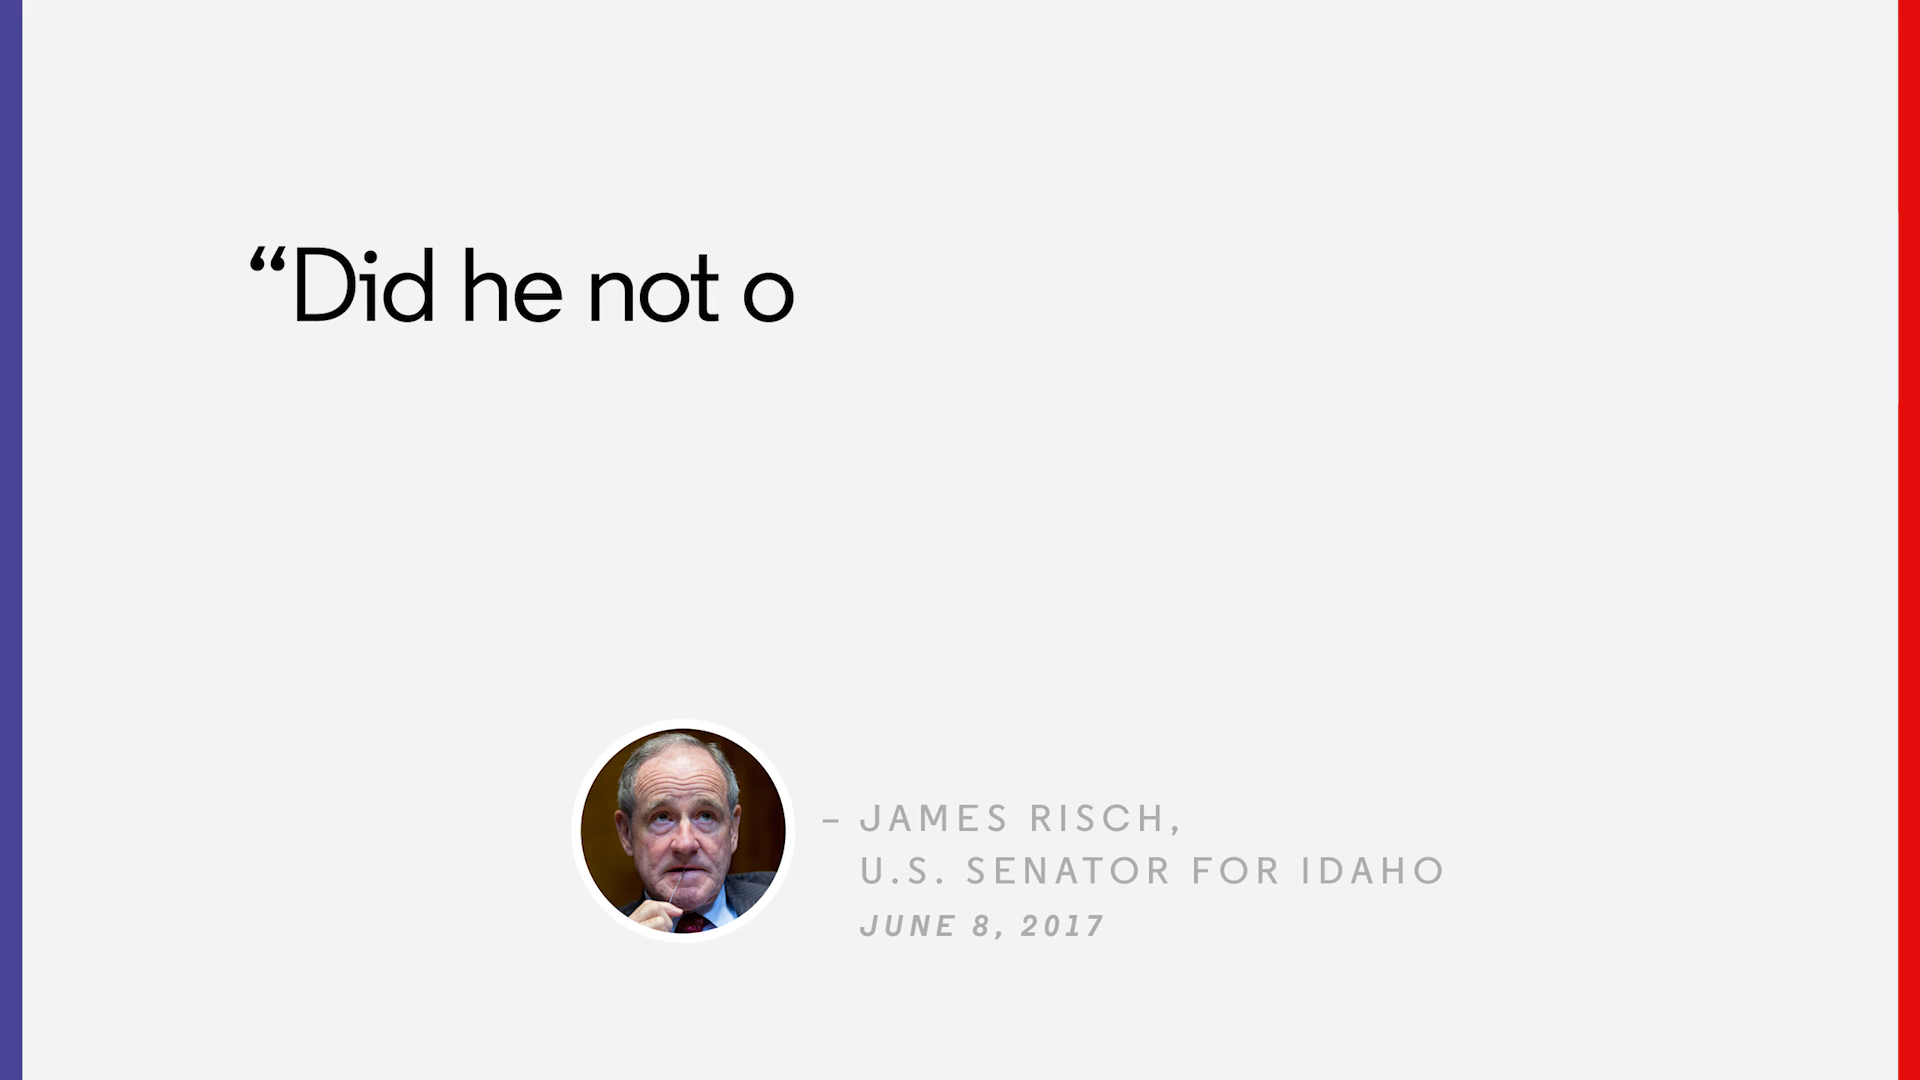 “Did he not o
– JAMES RISCH,
U.S. SENATOR FOR IDAHO
JUNE 8, 2017